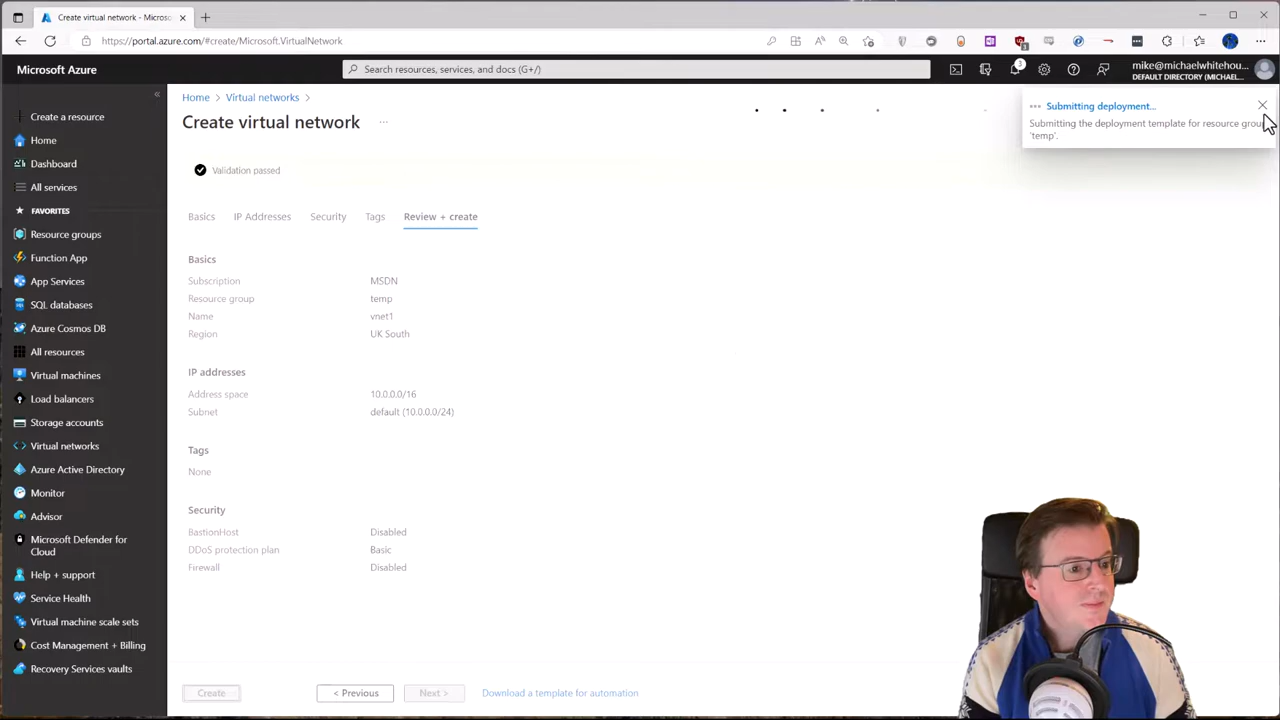 Create virtual network - Microso
https://portal.azure.com/#create/Microsoft.VirtualNetwork
Microsoft Azure
Search resources, services, and docs (G+/)
3
mike@michaelwhitehou...
DEFAULT DIRECTORY (MICHAEL...
Create a resource
Home
Dashboard
All services
FAVORITES
Resource groups
Function App
App Services
SQL databases
Azure Cosmos DB
All resources
Virtual machines
Load balancers
Storage accounts
Virtual networks
Azure Active Directory
Monitor
Advisor
Microsoft Defender for
Cloud
Help + support
Service Health
Virtual machine scale sets
Cost Management + Billing
Recovery Services vaults
Home > Virtual networks >
Create virtual network ...
Submitting deployment...
Submitting the deployment template for resource group
'temp'.
Validation passed
Basics IP Addresses Security Tags Review + create
Basics
Subscription MSDN
Resource group temp
Name vnet1
Region UK South
IP addresses
Address space 10.0.0.0/16
Subnet default (10.0.0.0/24)
Tags
None
Security
BastionHost Disabled
DDoS protection plan Basic
Firewall Disabled
Create < Previous Next > Download a template for automation